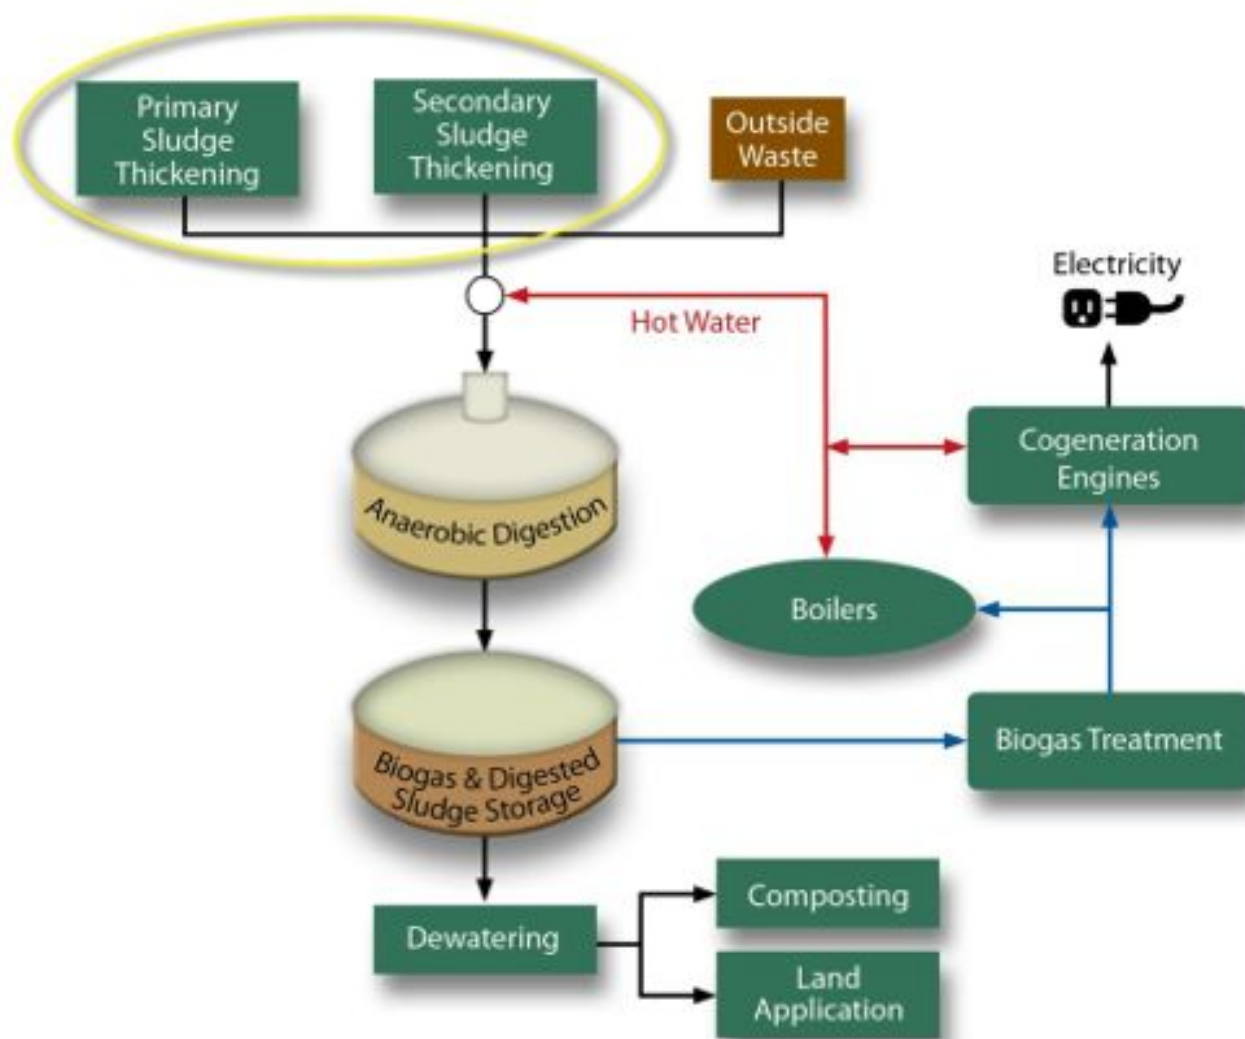 Primary
Sludge
Thickening
Secondary
Sludge
Thickening
Outside
Waste
Electricity
Hot Water
Cogeneration
Engines
Anaerobic Digestion
Boilers
Biogas & Digested
Sludge Storage
Biogas Treatment
Composting
Dewatering
Land
Application